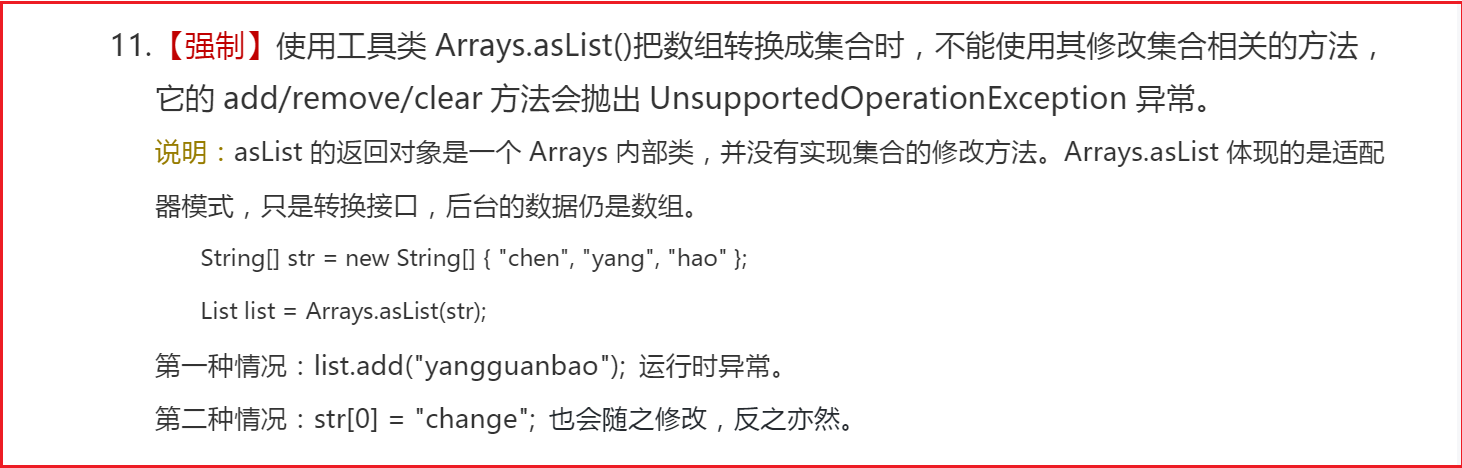 11.【强制】使用工具类 Arrays.asList()把数组转换成集合时，不能使用其修改集合相关的方法，
它的 add/remove/clear 方法会抛出 UnsupportedOperationException 异常。
说明：asList 的返回对象是一个 Arrays 内部类，并没有实现集合的修改方法。Arrays.asList 体现的是适配
器模式，只是转换接口，后台的数据仍是数组。
String[] str = new String[] { "chen", "yang", "hao" };
List list = Arrays.asList(str);
第一种情况：list.add("yangguanbao"); 运行时异常。
第二种情况：str[0] = "change"; 也会随之修改，反之亦然。